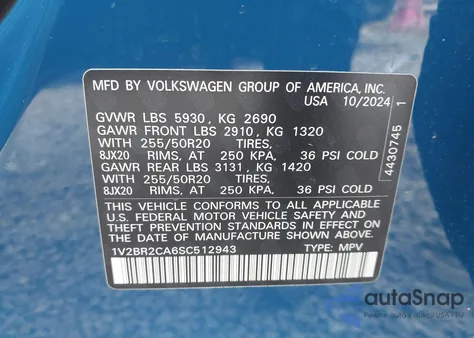 MFD BY VOLKSWAGEN GROUP OF AMERICA, INC.
USA 10/2024
GVWR LBS 5930, KG 2690
GAWR FRONT LBS 2910, KG 1320
WITH 255/50R20 TIRES,
8JX20 RIMS, AT 250 KPA, 36 PSI COLD
GAWR REAR LBS 3131, KG 1420
WITH 255/50R20 TIRES,
8JX20 RIMS, AT 250 KPA, 36 PSI COLD
THIS VEHICLE CONFORMS TO ALL APPLICABLE
U.S. FEDERAL MOTOR VEHICLE SAFETY BUMPER
AND THEFT PREVENTION STANDARDS IN
EFFECT ON THE DATE OF MANUFACTURE
SHOWN ABOVE.
1V2BR2CA6SC512943 TYPE: MPV
4430745 1
autoSnap